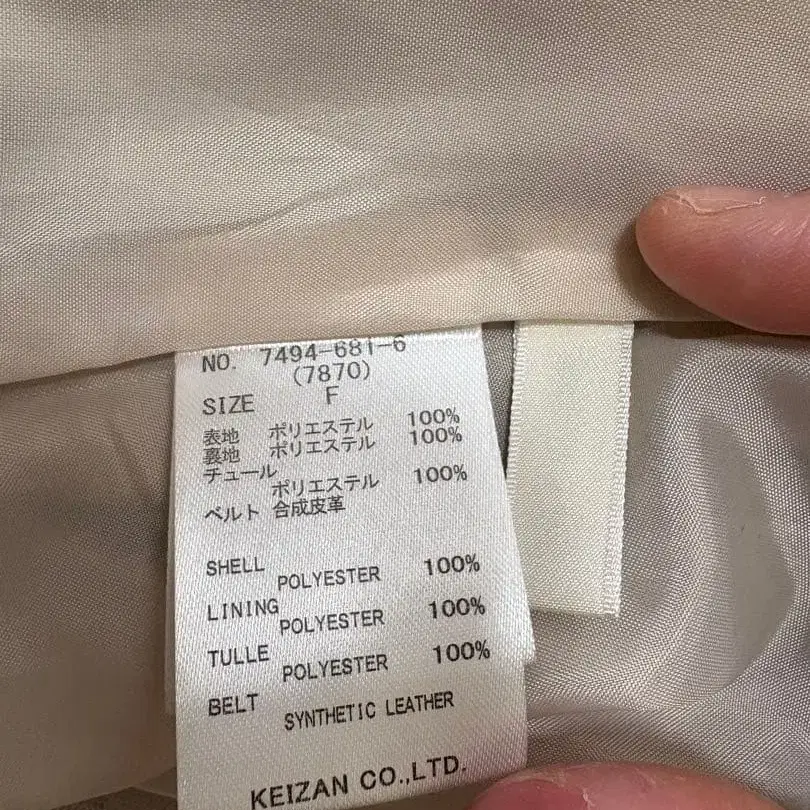 NO. 7494-681-6
(7870)
SIZE F
表地 ポリエステル 100%
裏地 ポリエステル 100%
チュール
ポリエステル 100%
ベルト 合成皮革
SHELL
POLYESTER 100%
LINING
POLYESTER 100%
TULLE
POLYESTER 100%
BELT
SYNTHETIC LEATHER
KEIZAN CO.,LTD.